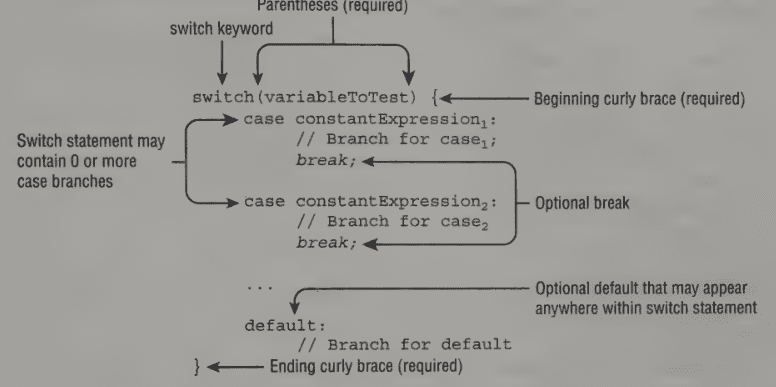 Parentheses (required)
switch keyword
switch(variableToTest) {
Beginning curly brace (required)
case constantExpression₁:
// Branch for case₁;
break;
Switch statement may
contain 0 or more
case branches
case constantExpression₂:
// Branch for case₂
break;
Optional break
...
Optional default that may appear
anywhere within switch statement
default:
// Branch for default
}
Ending curly brace (required)